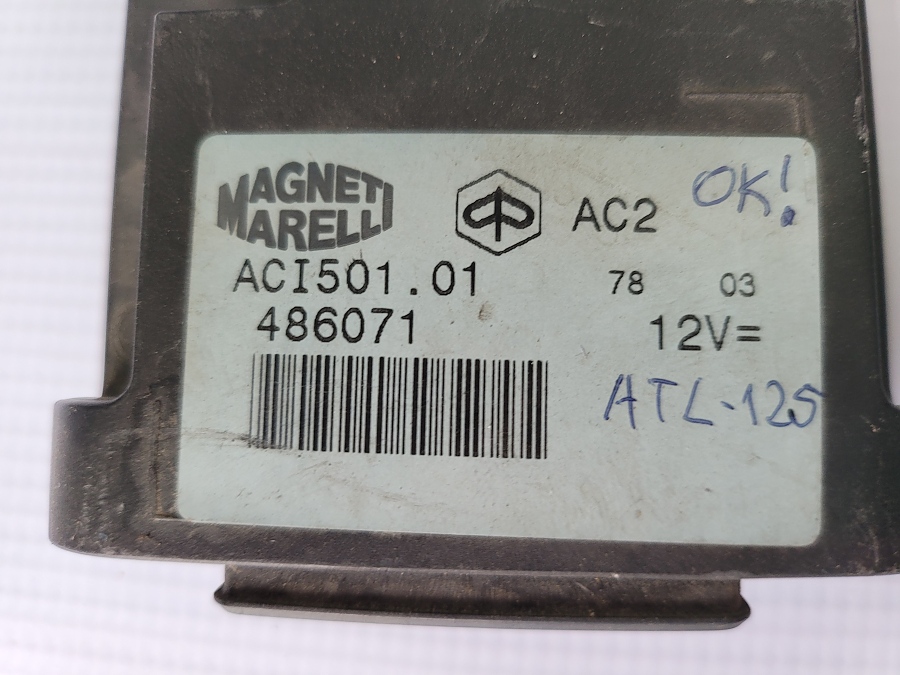 MAGNETI
MARELLI
AC2
OK!
ACI501.01
78 03
486071
12V=
ATL-125